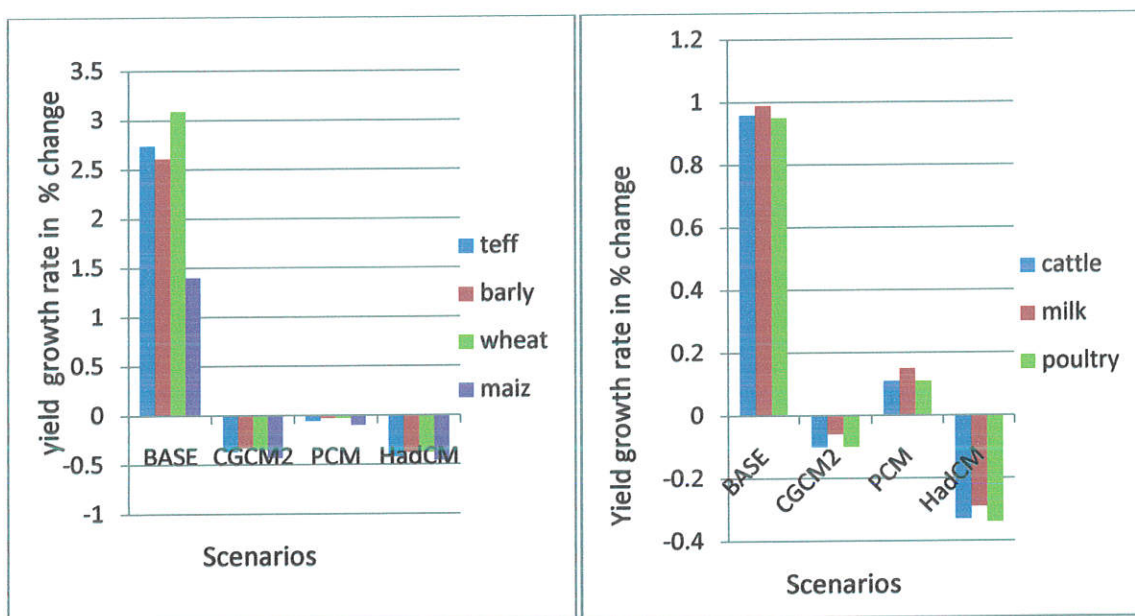 yield growth rate in % change
3.5
3
2.5
2
1.5
1
0.5
0
-0.5
-1
BASE CGCM2 PCM HadCM
Scenarios
teff
barly
wheat
maiz
Yield growth rate in % chamge
1.2
1
0.8
0.6
0.4
0.2
0
-0.2
-0.4
BASE CGCM2 PCM HadCM
Scenarios
cattle
milk
poultry